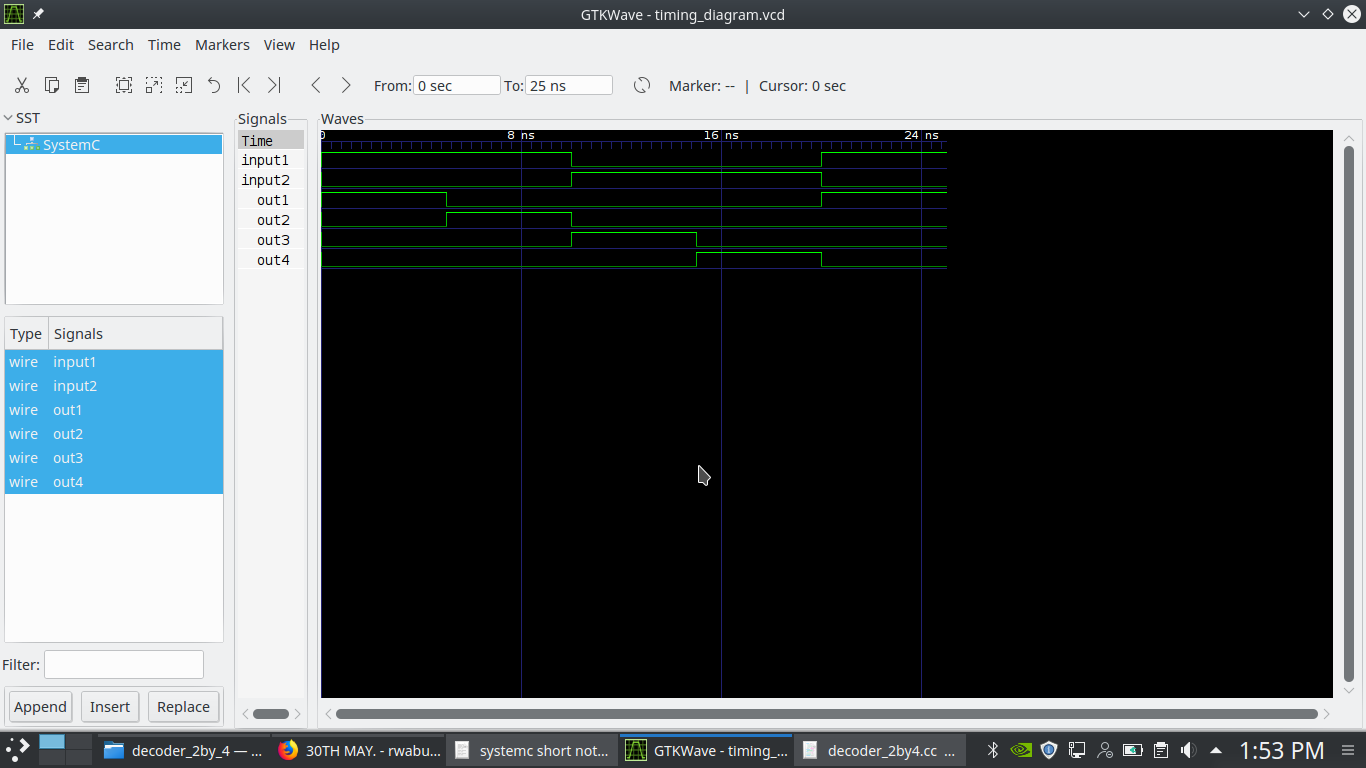 GTKWave - timing_diagram.vcd
File Edit Search Time Markers View Help
From: 0 sec To: 25 ns Marker: -- | Cursor: 0 sec
SST
SystemC
Type Signals
wire input1
wire input2
wire out1
wire out2
wire out3
wire out4
Filter:
Append Insert Replace
Signals
Time
input1
input2
out1
out2
out3
out4
Waves
0 8 ns 16 ns 24 ns
decoder_2by_4 — ... 30TH MAY. - rwabu... systemc short not... GTKWave - timing_... decoder_2by4.cc ... 1:53 PM